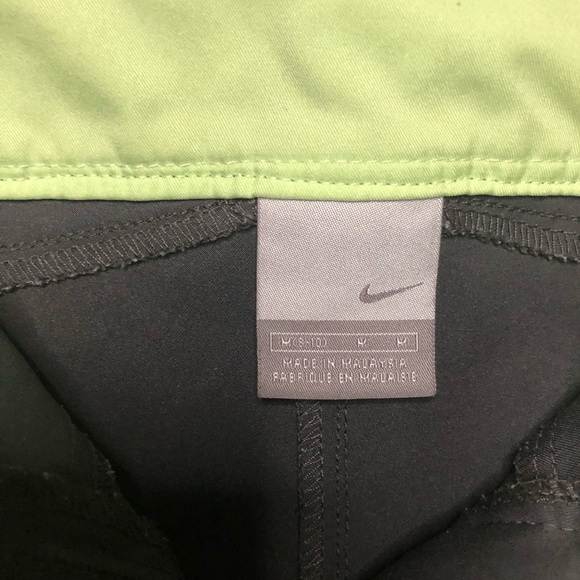 M(8-10) M M
MADE IN MALAYSIA
FABRIQUE EN MALAISIE